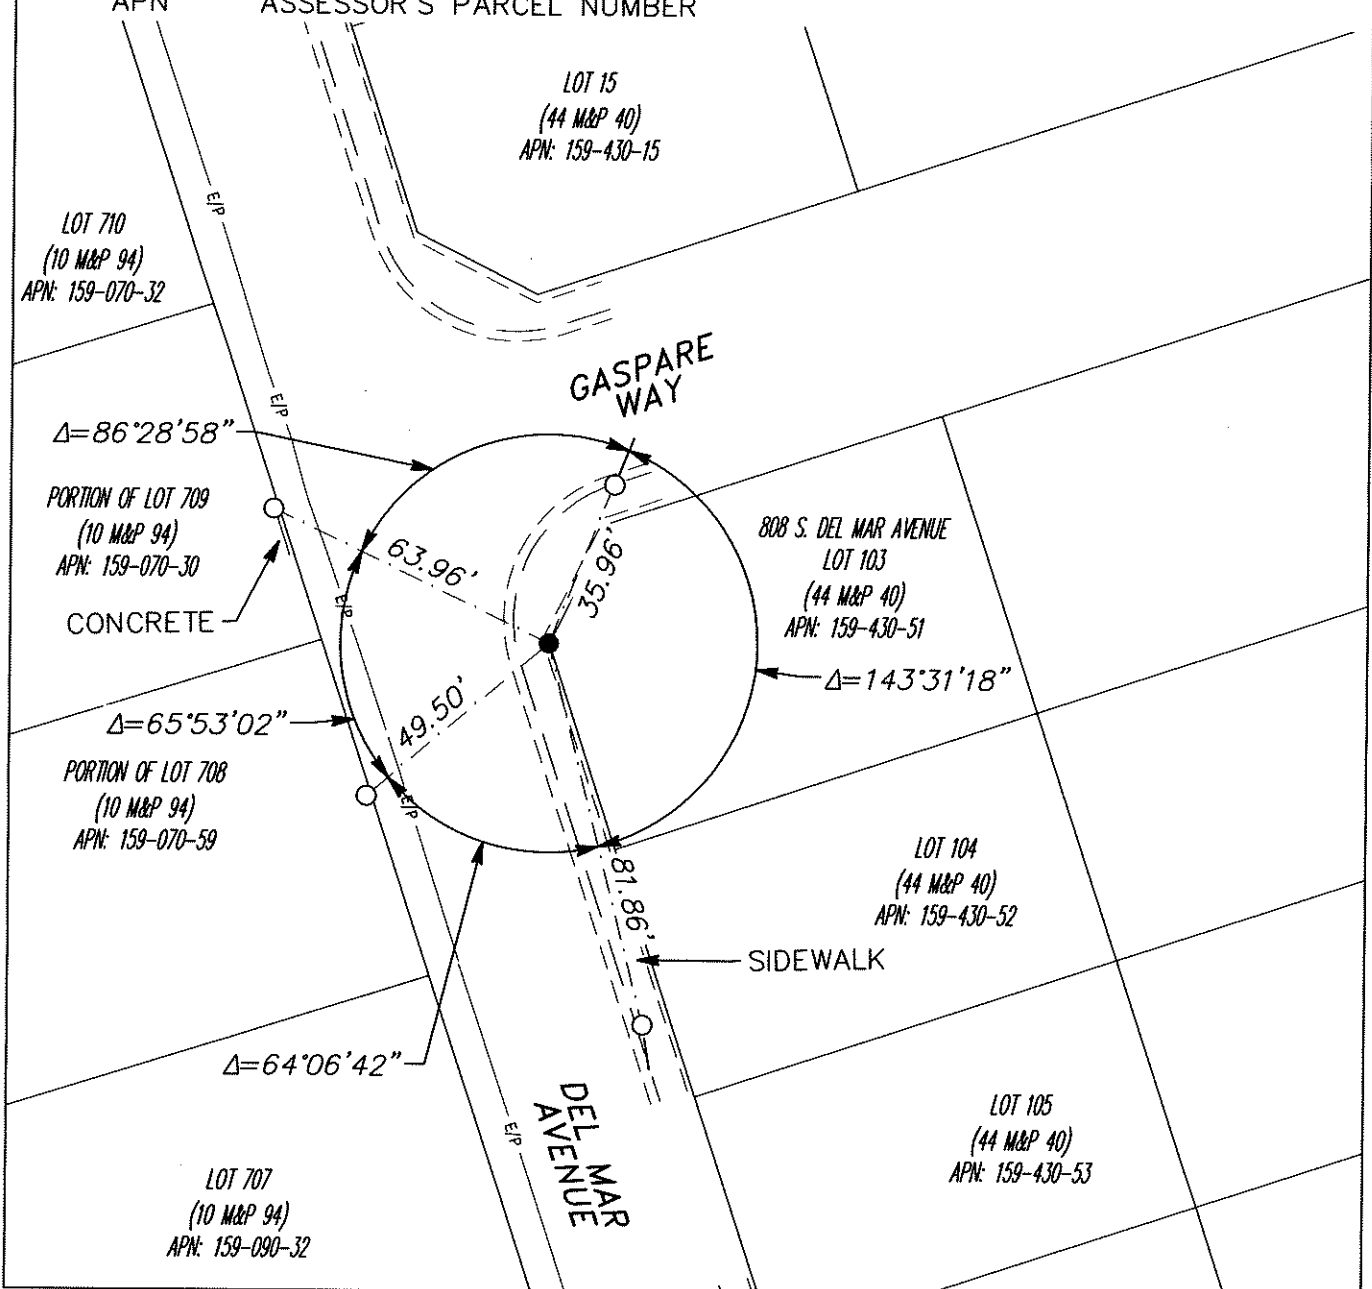 APN ASSESSOR'S PARCEL NUMBER
LOT 15
(44 M&P 40)
APN: 159-430-15
E/P
LOT 710
(10 M&P 94)
APN: 159-070-32
GASPARE
WAY
E/P
Δ=86°28'58"
PORTION OF LOT 709
(10 M&P 94)
APN: 159-070-30
63.96'
35.96'
808 S. DEL MAR AVENUE
LOT 103
(44 M&P 40)
APN: 159-430-51
CONCRETE
E/P
Δ=143°31'18"
49.50'
Δ=65°53'02"
PORTION OF LOT 708
(10 M&P 94)
APN: 159-070-59
E/P
81.86'
LOT 104
(44 M&P 40)
APN: 159-430-52
SIDEWALK
Δ=64°06'42"
DEL MAR
AVENUE
E/P
LOT 105
(44 M&P 40)
APN: 159-430-53
LOT 707
(10 M&P 94)
APN: 159-090-32